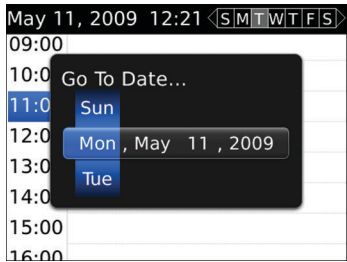 May 11, 2009 12:21 S M T W T F S
09:00
10:0
Go To Date...
Sun
11:0
12:0
Mon, May 11, 2009
13:0
Tue
14:0
15:00
16:00